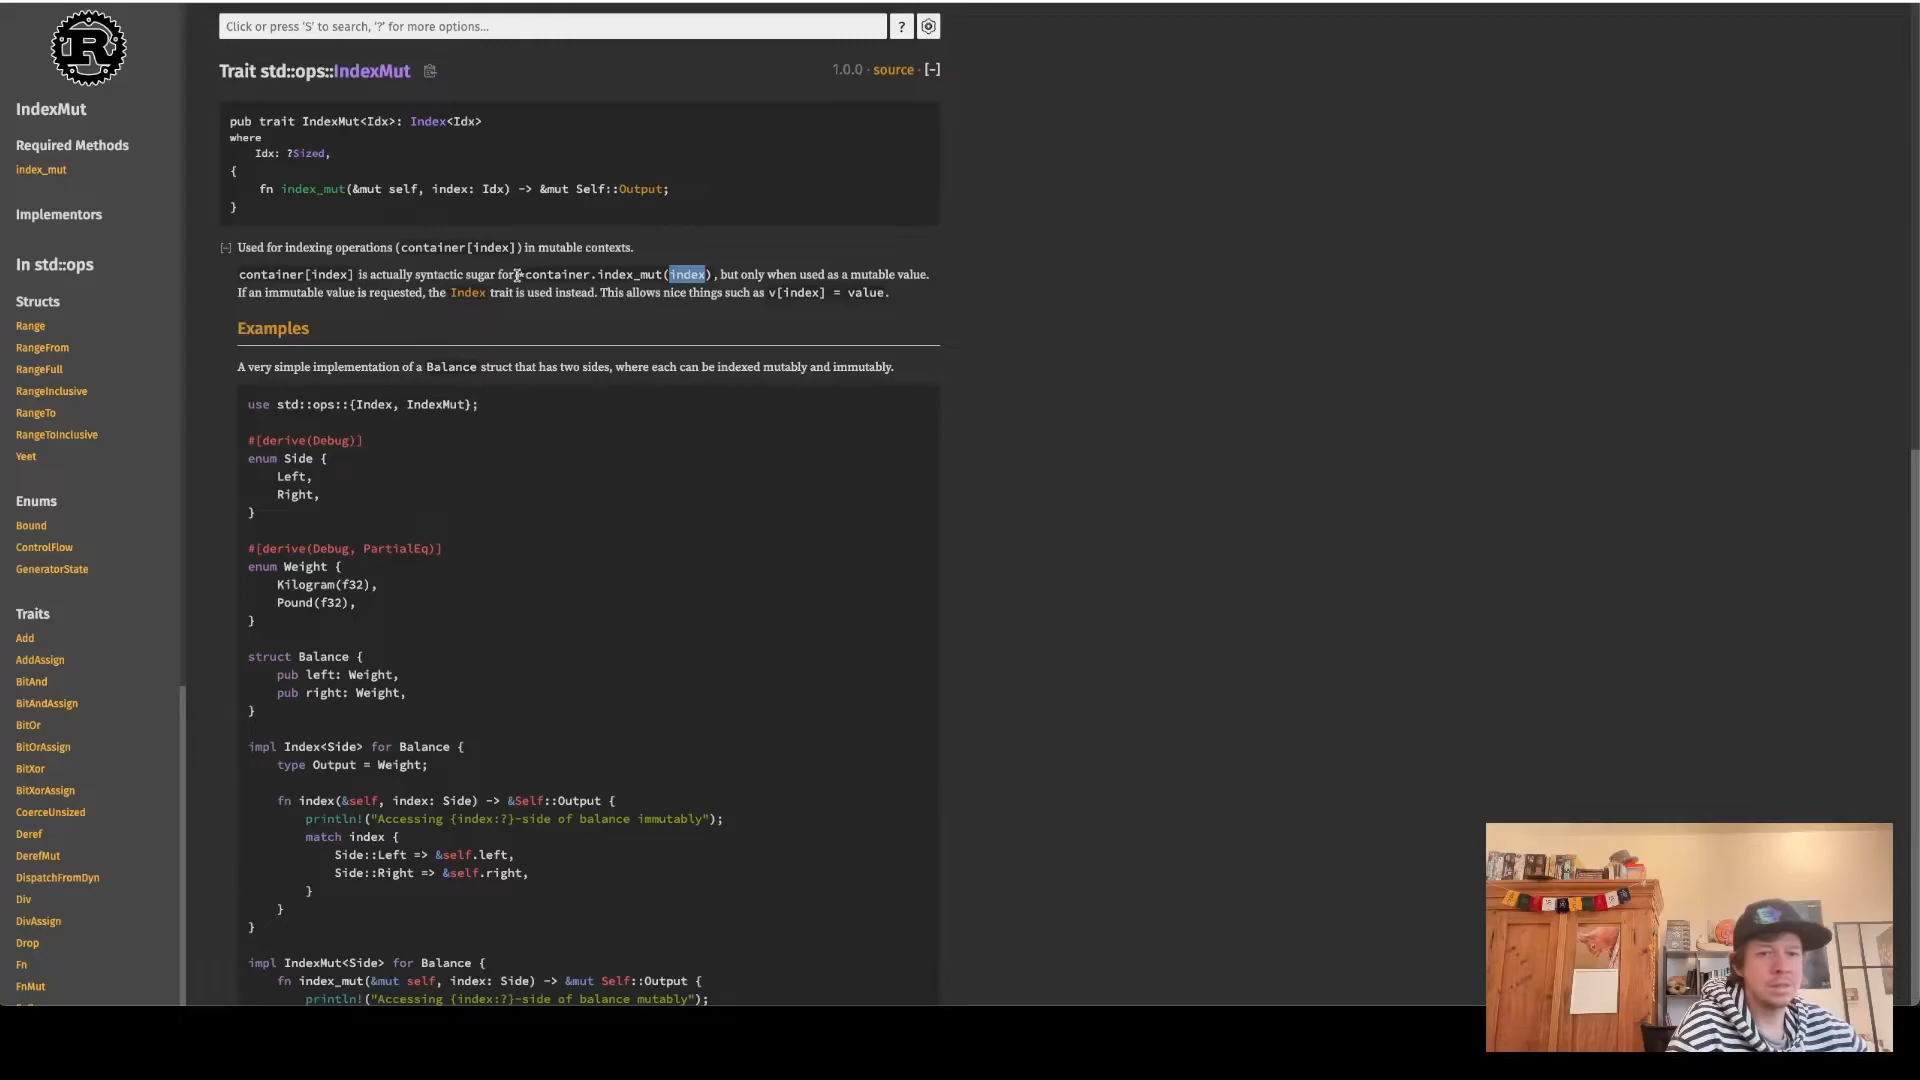 Click or press ‘S’ to search, ‘?’ for more options…
?
Trait std::ops::IndexMut
1.0.0 · source · [-]
pub trait IndexMut<Idx>: Index<Idx>
where
Idx: ?Sized,
{
fn index_mut(&mut self, index: Idx) -> &mut Self::Output;
}
[-] Used for indexing operations (container[index]) in mutable contexts.
container[index] is actually syntactic sugar for *container.index_mut(index), but only when used as a mutable value.
If an immutable value is requested, the Index trait is used instead. This allows nice things such as v[index] = value.
Examples
A very simple implementation of a Balance struct that has two sides, where each can be indexed mutably and immutably.
use std::ops::{Index, IndexMut};
#[derive(Debug)]
enum Side {
Left,
Right,
}
#[derive(Debug, PartialEq)]
enum Weight {
Kilogram(f32),
Pound(f32),
}
struct Balance {
pub left: Weight,
pub right: Weight,
}
impl Index<Side> for Balance {
type Output = Weight;
fn index(&self, index: Side) -> &Self::Output {
println!("Accessing {index:?}-side of balance immutably");
match index {
Side::Left => &self.left,
Side::Right => &self.right,
}
}
}
impl IndexMut<Side> for Balance {
fn index_mut(&mut self, index: Side) -> &mut Self::Output {
println!("Accessing {index:?}-side of balance mutably");
R
IndexMut
Required Methods
index_mut
Implementors
In std::ops
Structs
Range
RangeFrom
RangeFull
RangeInclusive
RangeTo
RangeToInclusive
Yeet
Enums
Bound
ControlFlow
GeneratorState
Traits
Add
AddAssign
BitAnd
BitAndAssign
BitOr
BitOrAssign
BitXor
BitXorAssign
CoerceUnsized
Deref
DerefMut
DispatchFromDyn
Div
DivAssign
Drop
Fn
FnMut